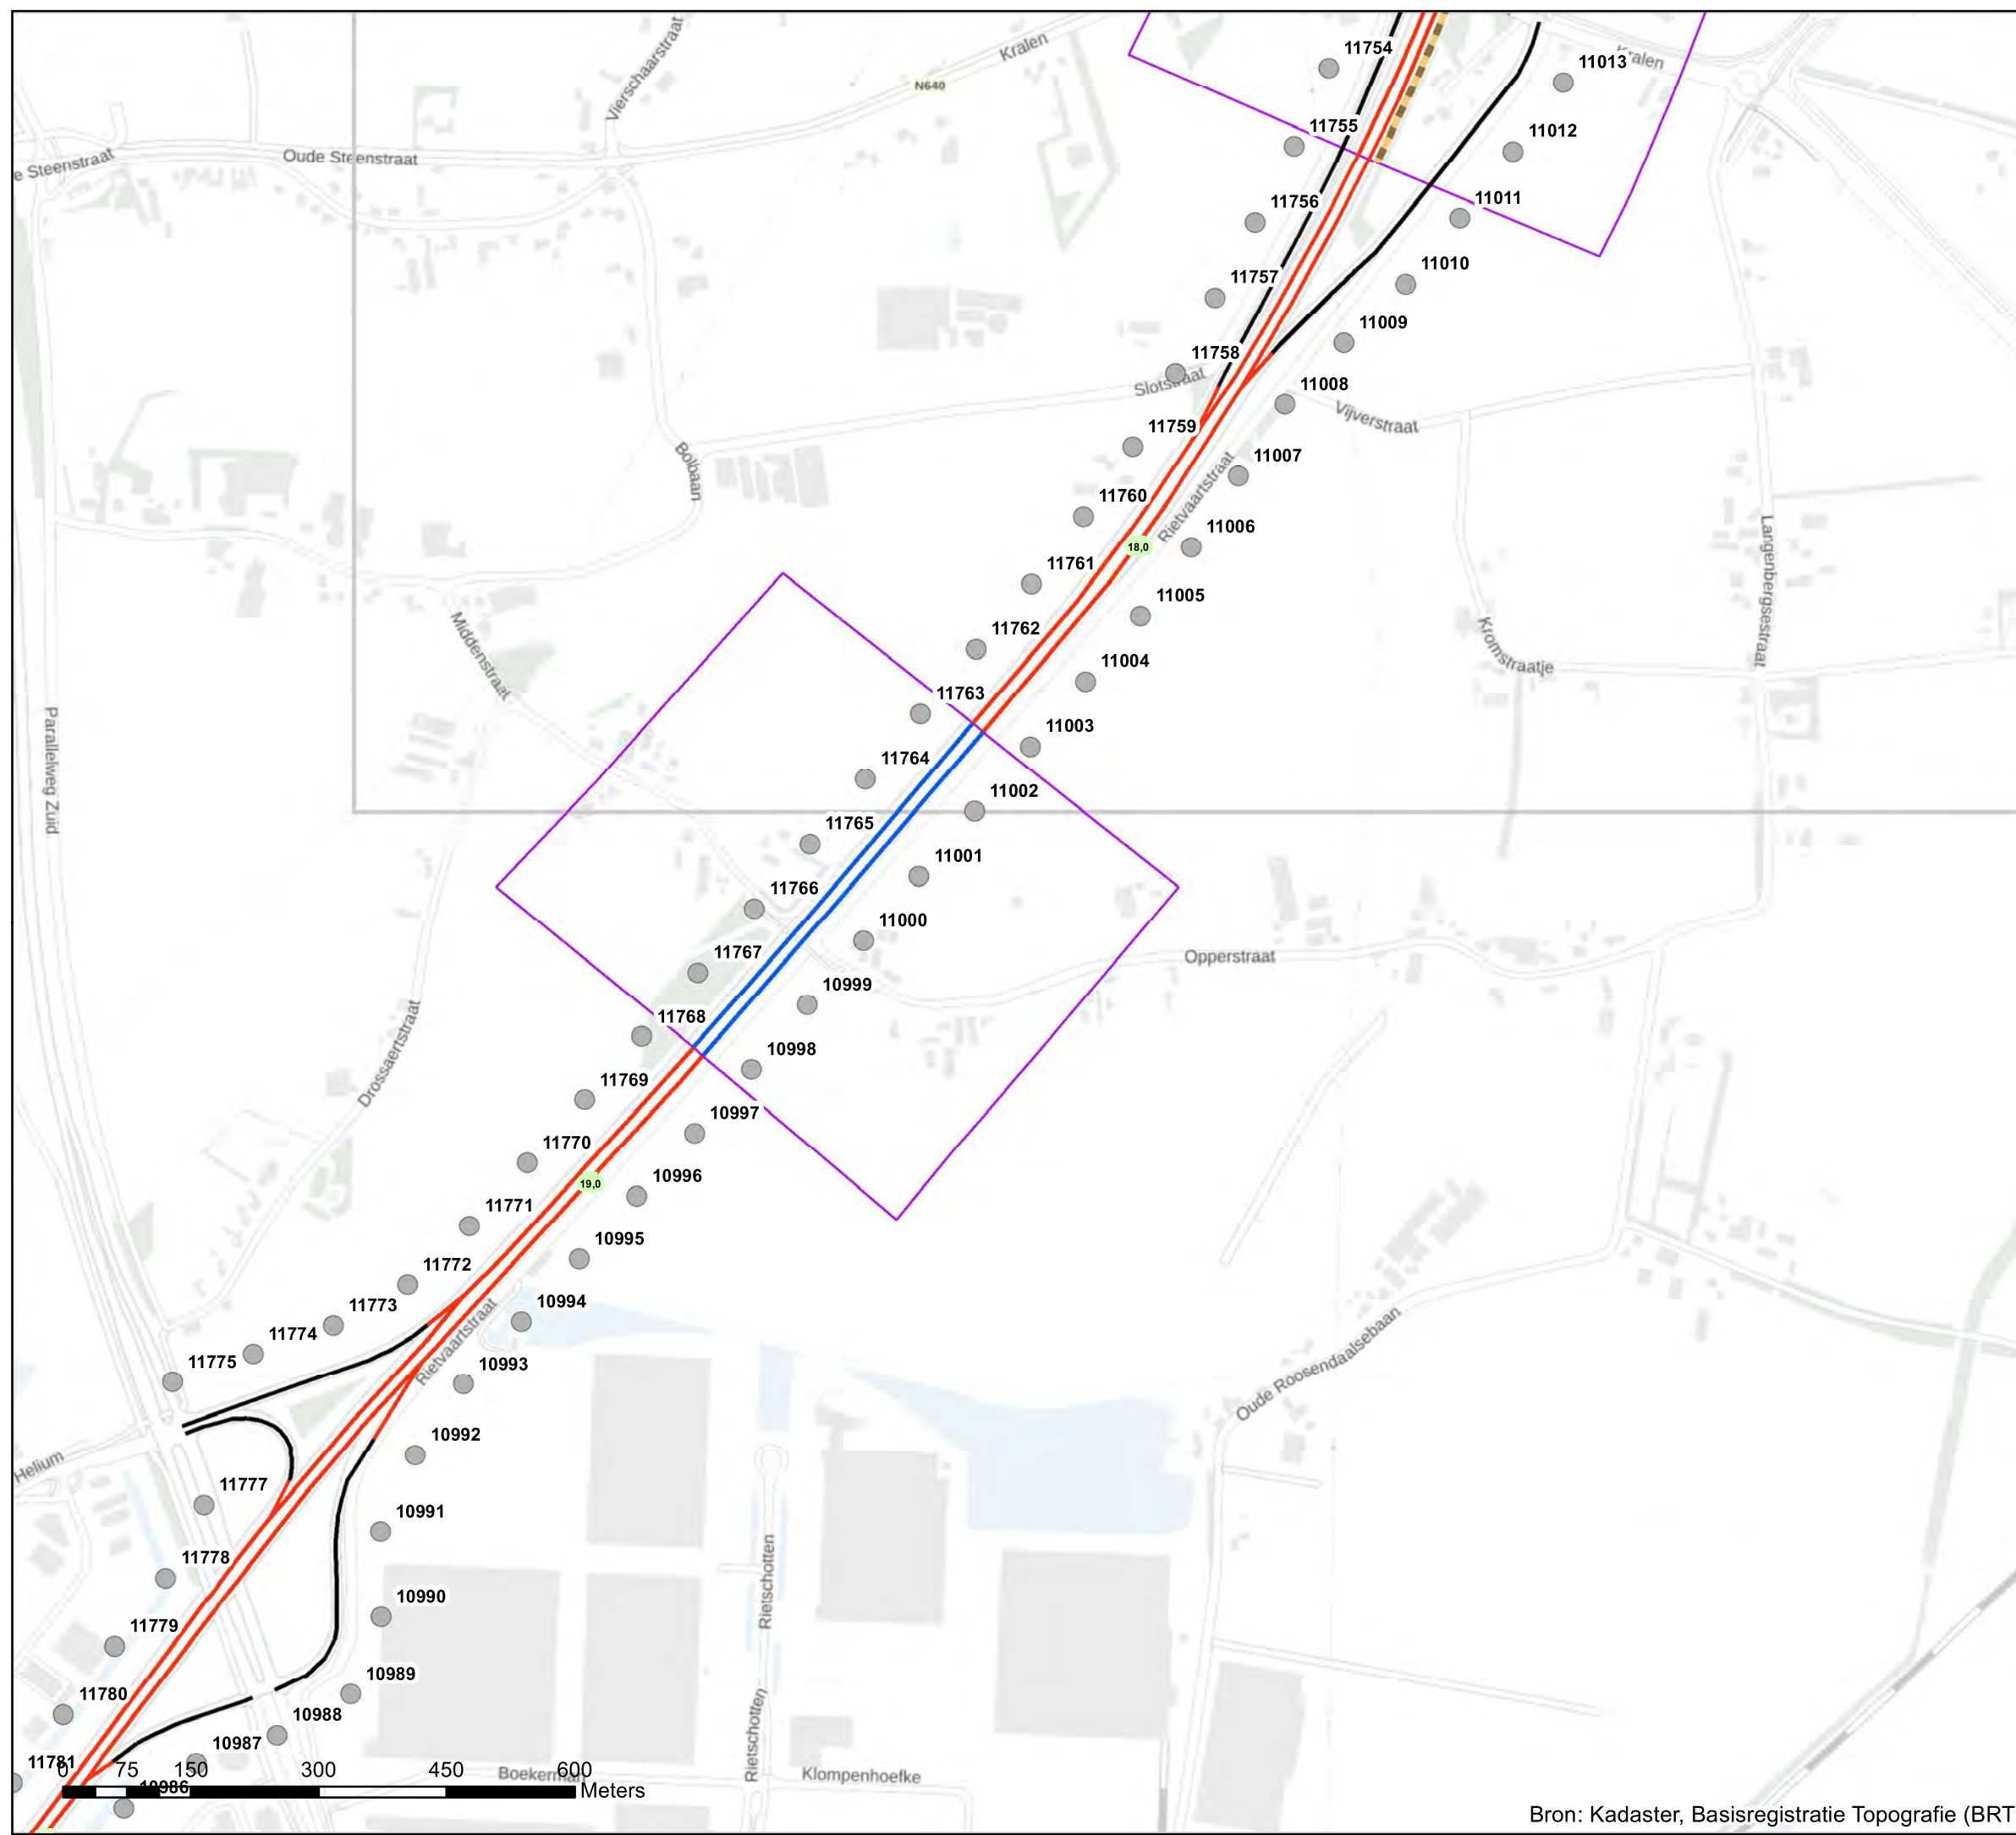 11754
11013
Kralen
Kralen
Vierschaarstraat
N640
11755
11012
Oude Steenstraat
e Steenstraat
11756
11011
11757
11010
11009
11758
Slotstraat
11008
Vijverstraat
11759
11007
Bolbaan
Rietvaartstraat
11760
11006
18,0
Langenbergsestraat
11761
11005
Middenstraat
11762
11004
Kromstraatje
11763
11003
Parallelweg Zuid
11764
11002
11765
11001
11766
11000
11767
Opperstraat
10999
11768
10998
Drossaertstraat
11769
10997
11770
10996
19,0
11771
10995
11772
10994
11773
Rietvaartstraat
11774
10993
11775
Oude Roosendaalsebaan
10992
Helium
11777
10991
11778
Rietschotten
10990
11779
10989
11780
10988
Rietschotten
10987
11781
10986
0 75 150 300 450 600
Meters
Boekerman
Klompenhoefke
Bron: Kadaster, Basisregistratie Topografie (BRT